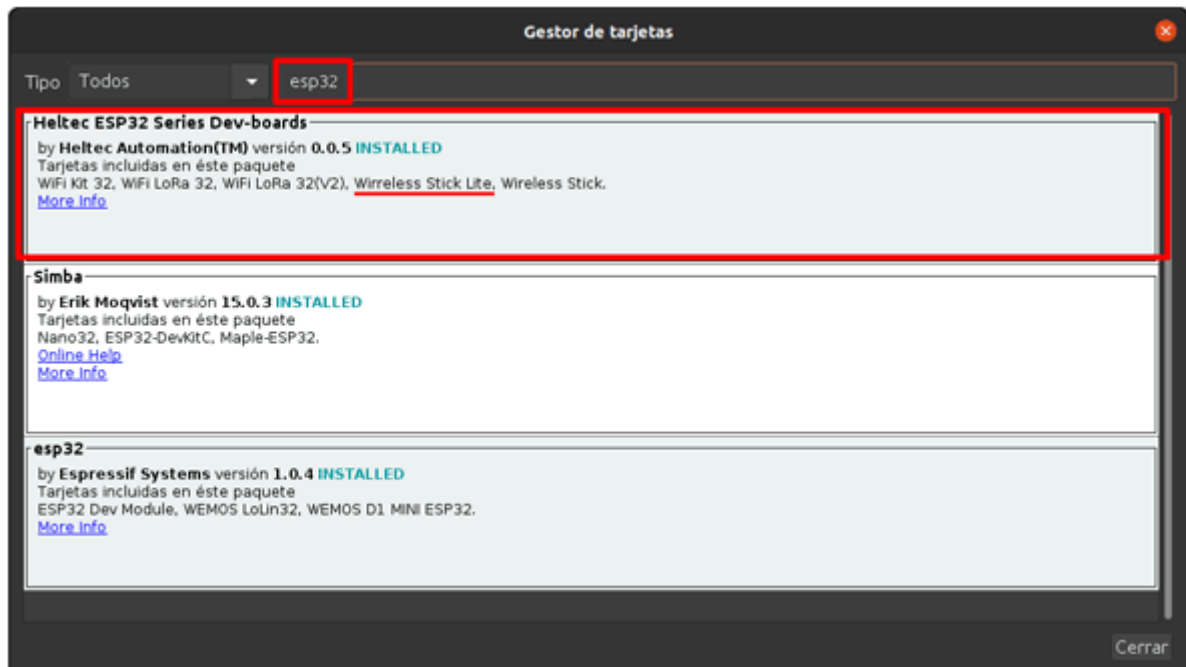 Gestor de tarjetas
Tipo Todos esp32
Heltec ESP32 Series Dev-boards
by Heltec Automation(TM) versión 0.0.5 INSTALLED
Tarjetas incluidas en éste paquete
WiFi Kit 32, WiFi LoRa 32, WiFi LoRa 32(V2), Wirreless Stick Lite, Wireless Stick.
More Info
Simba
by Erik Moqvist versión 15.0.3 INSTALLED
Tarjetas incluidas en éste paquete
Nano32, ESP32-DevKitC, Maple-ESP32.
Online Help
More Info
esp32
by Espressif Systems versión 1.0.4 INSTALLED
Tarjetas incluidas en éste paquete
ESP32 Dev Module, WEMOS LoLin32, WEMOS D1 MINI ESP32.
More Info
Cerrar